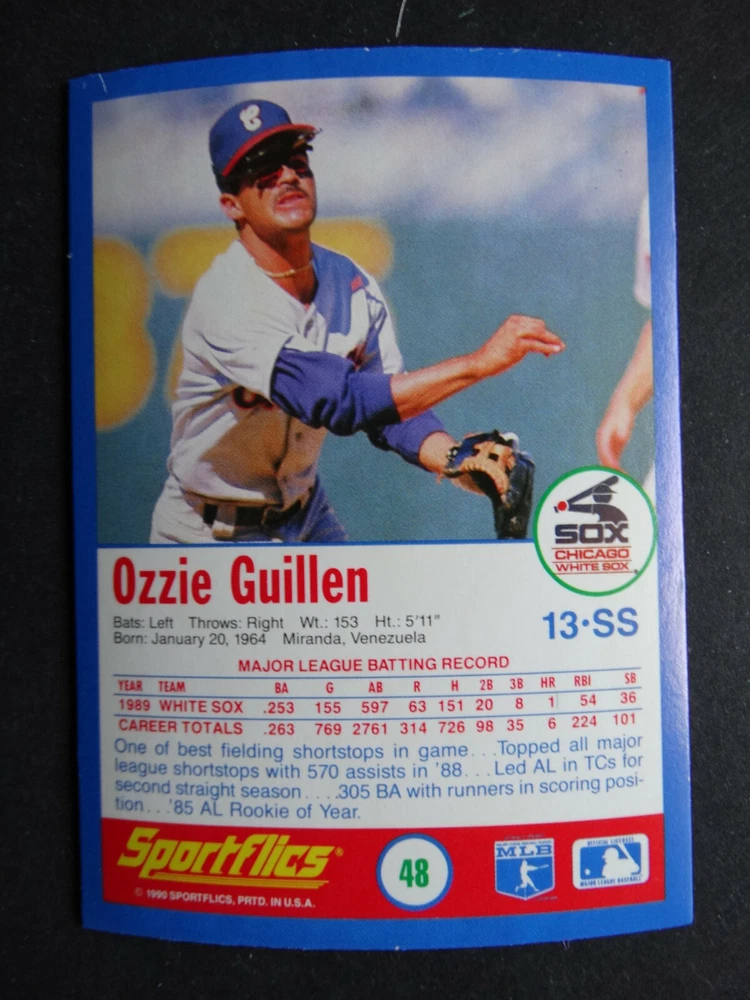 C
SOX
CHICAGO
WHITE SOX
Ozzie Guillen
Bats: Left Throws: Right Wt.: 153 Ht.: 5'11"
Born: January 20, 1964 Miranda, Venezuela
13•SS
MAJOR LEAGUE BATTING RECORD
YEAR TEAM BA G AB R H 2B 3B HR RBI SB
1989 WHITE SOX .253 155 597 63 151 20 8 1 54 36
CAREER TOTALS .263 769 2761 314 726 98 35 6 224 101
One of best fielding shortstops in game...Topped all major
league shortstops with 570 assists in '88...Led AL in TCs for
second straight season....305 BA with runners in scoring posi-
tion...'85 AL Rookie of Year.
Sportflics®
© 1990 SPORTFLICS, PRTD. IN U.S.A.
48
MLB
OFFICIAL LICENSEE
MAJOR LEAGUE BASEBALL